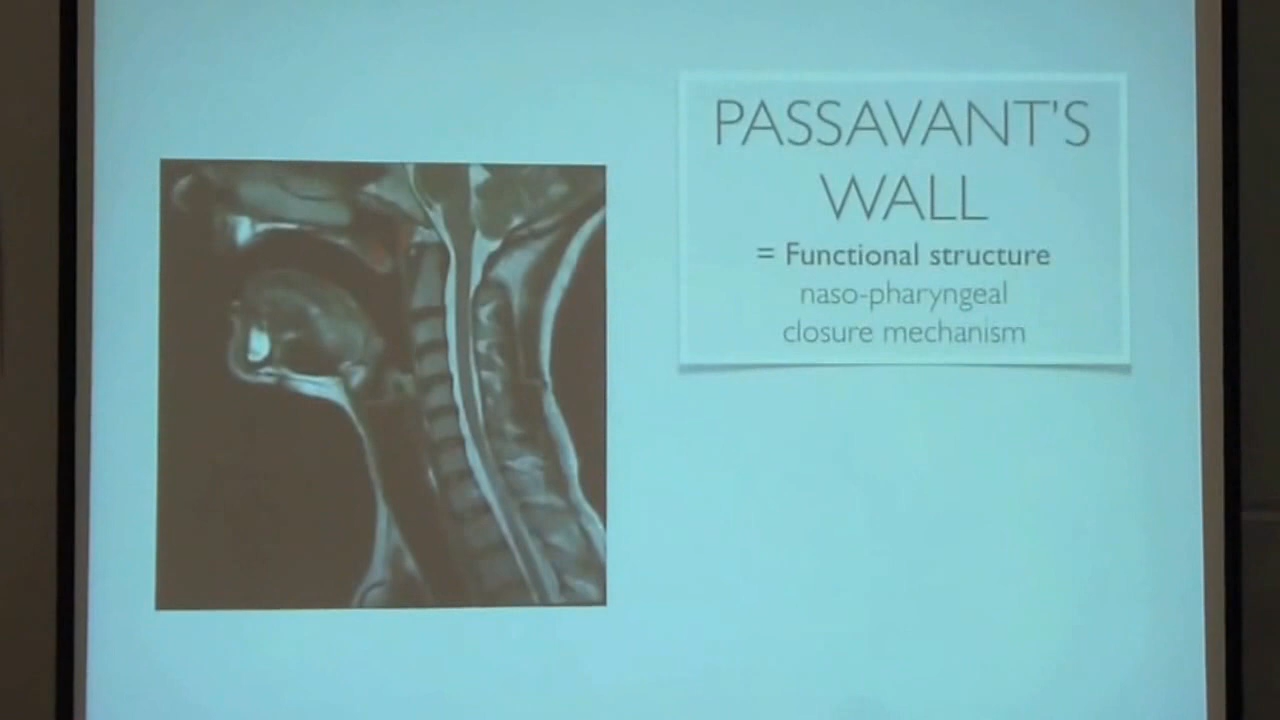 PASSAVANT'S
WALL
= Functional structure
naso-pharyngeal
closure mechanism